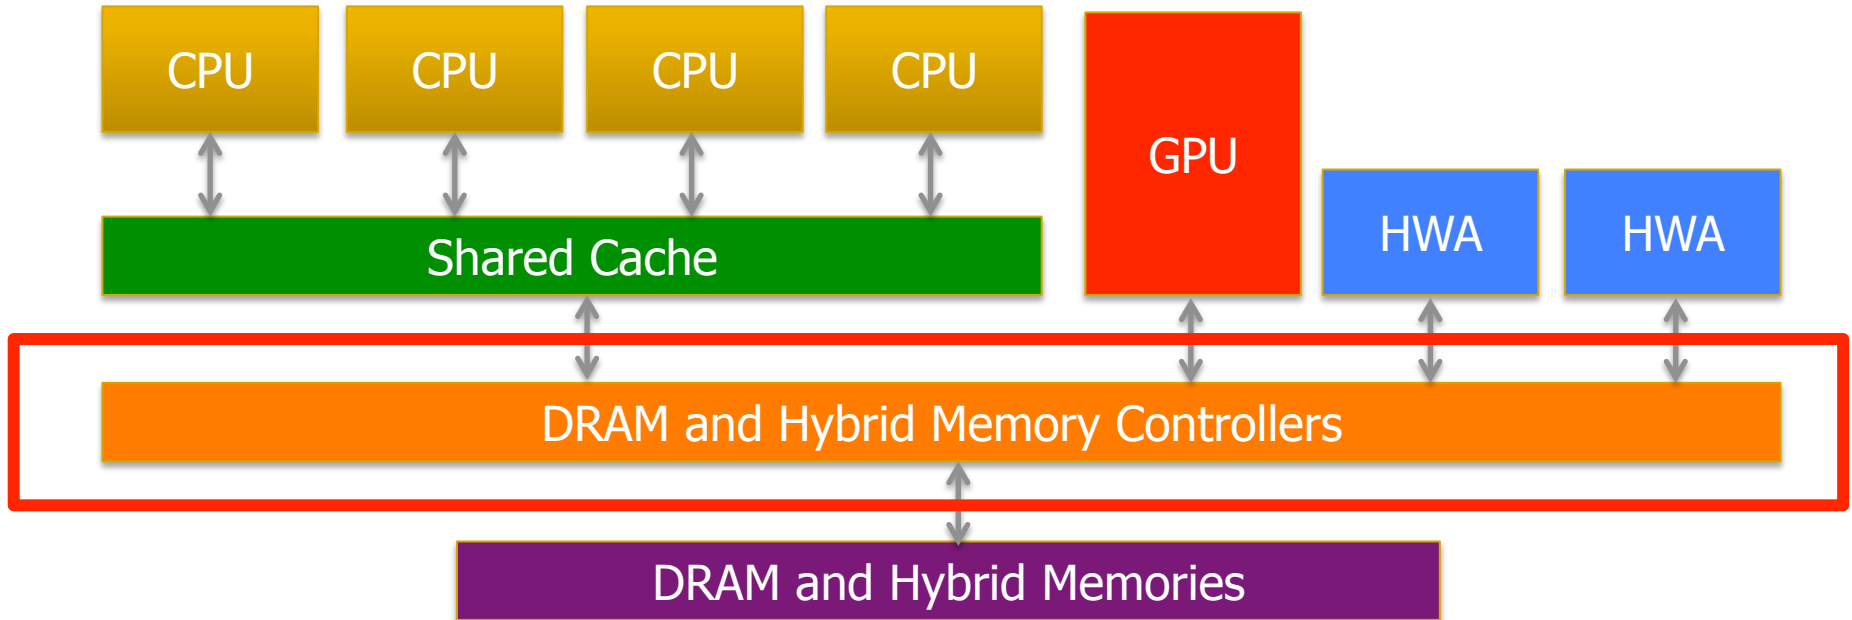 CPU
CPU
CPU
CPU
GPU
HWA
HWA
Shared Cache
DRAM and Hybrid Memory Controllers
DRAM and Hybrid Memories